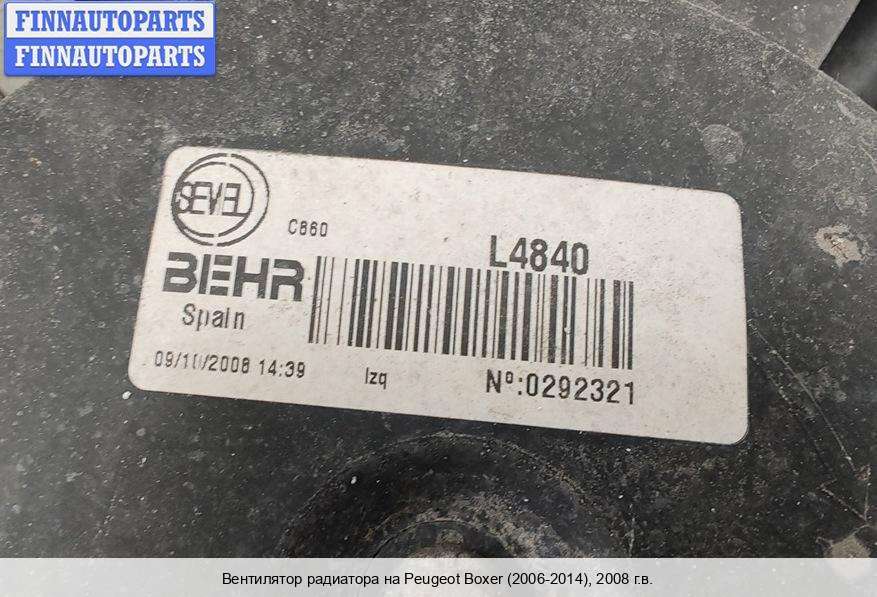 FINNAUTOPARTS
FINNAUTOPARTS
SEVEL
C860
L4840
BEHR
Spain
09/10/2008 14:39
Izq
Nº:0292321
Вентилятор радиатора на Peugeot Boxer (2006-2014), 2008 г.в.